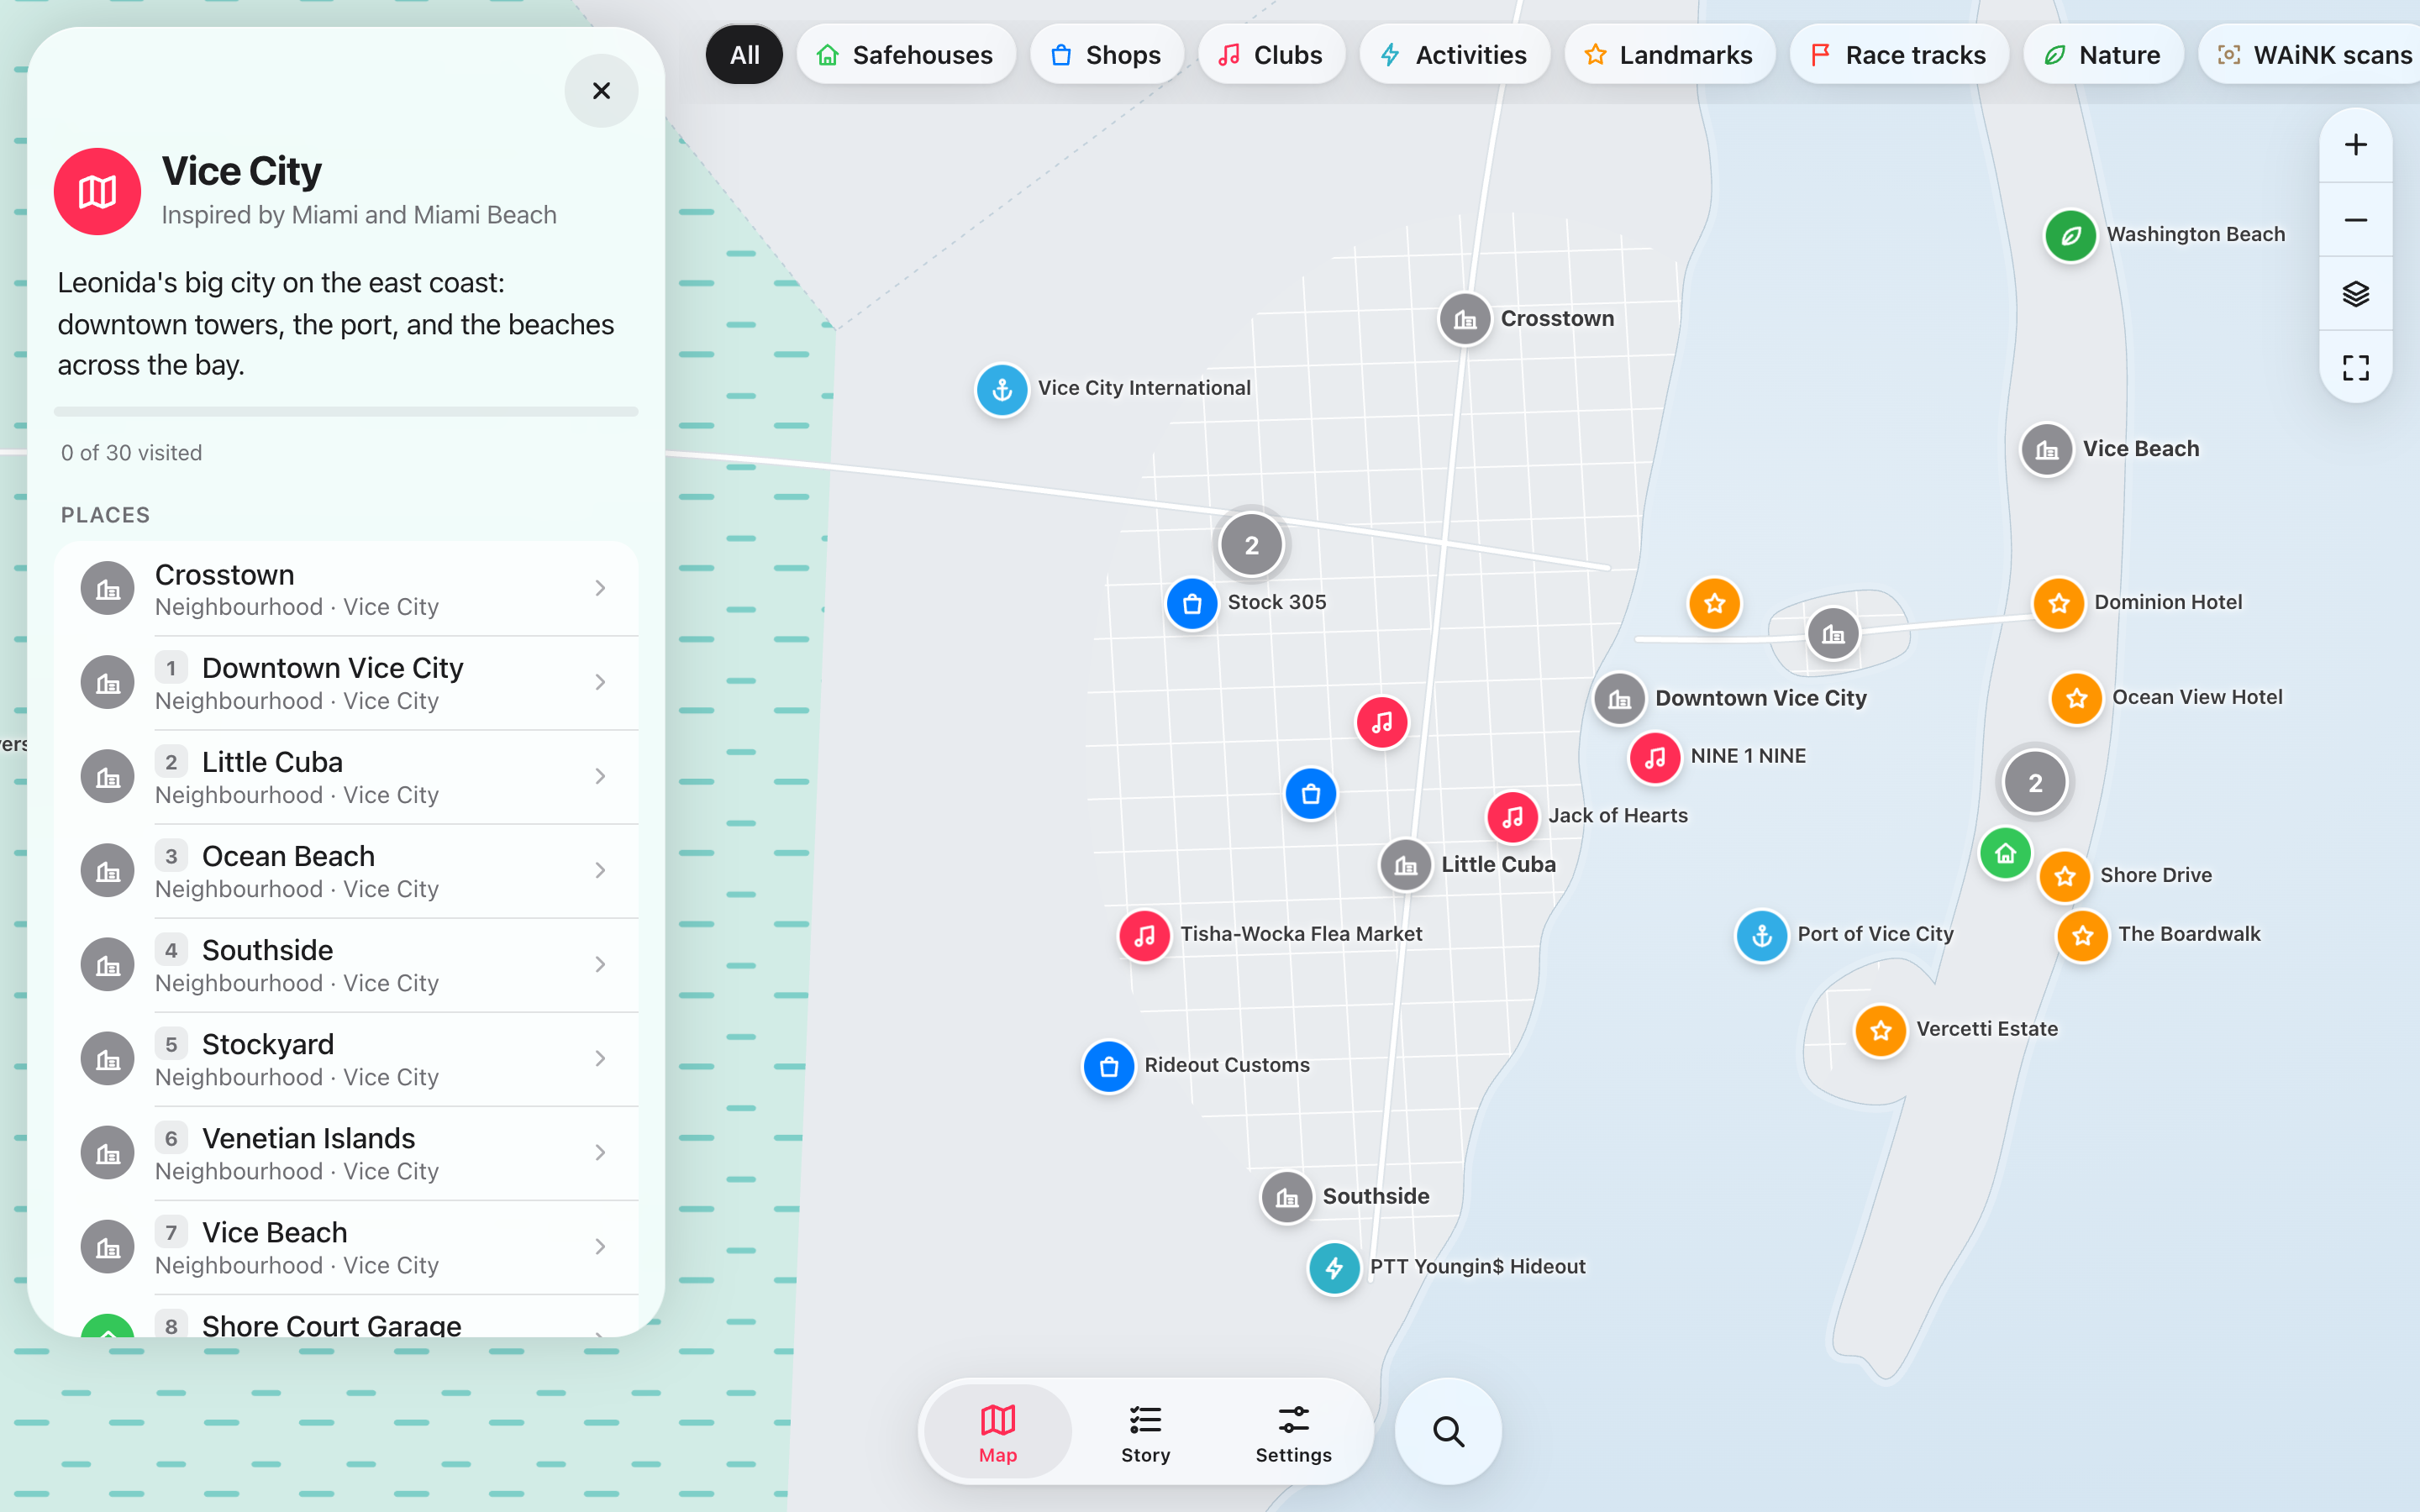 All
Safehouses
Shops
Clubs
Activities
Landmarks
Race tracks
Nature
WAiNK scans
Vice City
Inspired by Miami and Miami Beach
Leonida's big city on the east coast:
downtown towers, the port, and the beaches
across the bay.
0 of 30 visited
PLACES
Crosstown
Neighbourhood · Vice City
1 Downtown Vice City
Neighbourhood · Vice City
2 Little Cuba
Neighbourhood · Vice City
3 Ocean Beach
Neighbourhood · Vice City
4 Southside
Neighbourhood · Vice City
5 Stockyard
Neighbourhood · Vice City
6 Venetian Islands
Neighbourhood · Vice City
7 Vice Beach
Neighbourhood · Vice City
8 Shore Court Garage
Washington Beach
Crosstown
Vice City International
Vice Beach
2
Stock 305
Dominion Hotel
Downtown Vice City
Ocean View Hotel
NINE 1 NINE
2
Jack of Hearts
Little Cuba
Shore Drive
Tisha-Wocka Flea Market
Port of Vice City
The Boardwalk
Vercetti Estate
Rideout Customs
Southside
PTT Youngin$ Hideout
Map
Story
Settings